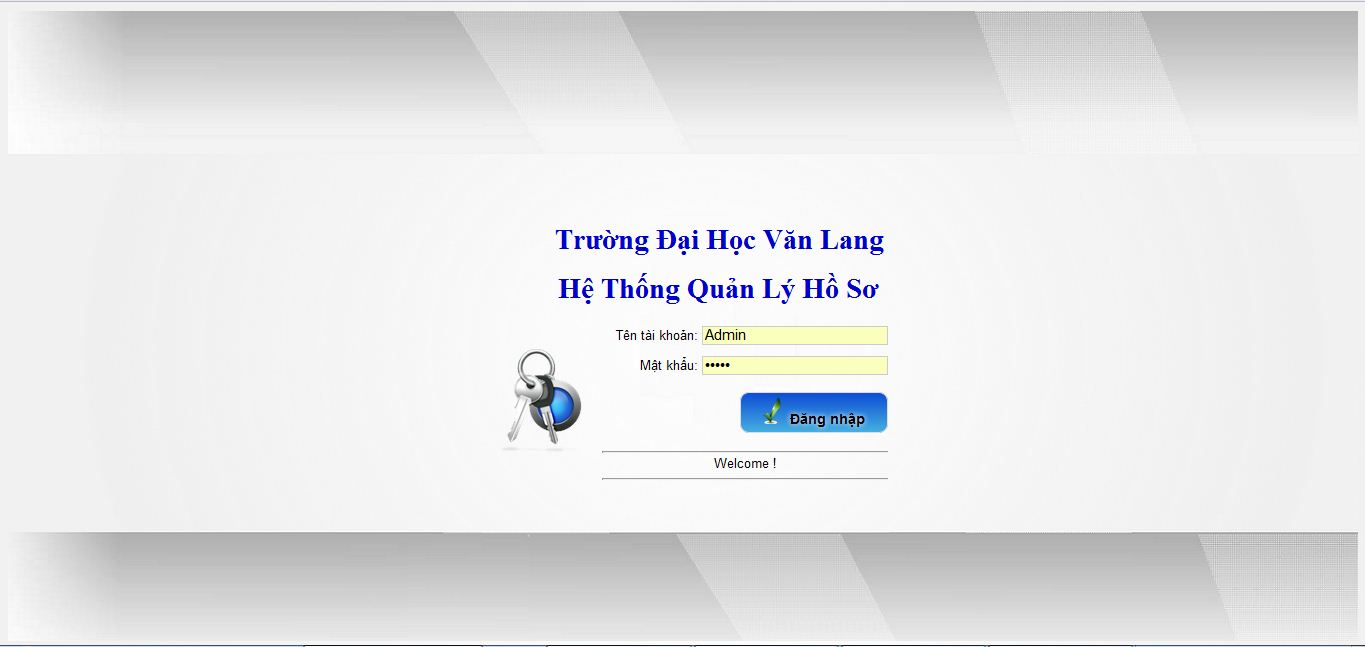 Trường Đại Học Văn Lang
Hệ Thống Quản Lý Hồ Sơ
Tên tài khoản: Admin
Mật khẩu: •••••
Đăng nhập
Welcome !